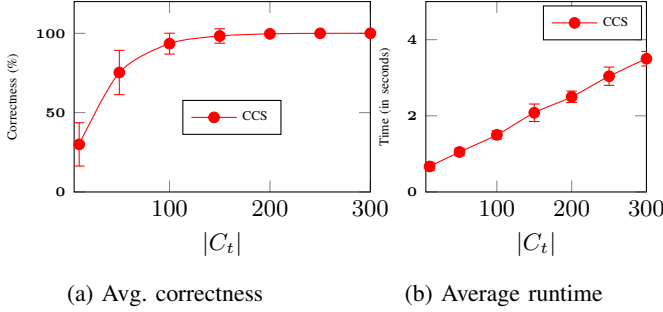 Correctness (%)
100
50
0
CCS
100
200
300
|C_t|
(a) Avg. correctness
Time (in seconds)
4
2
0
CCS
100
200
300
|C_t|
(b) Average runtime